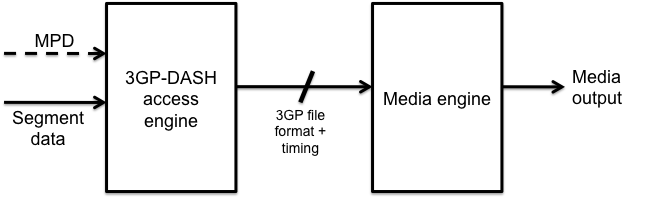 MPD
Segment
data
3GP-DASH
access
engine
3GP file
format +
timing
Media engine
Media
output